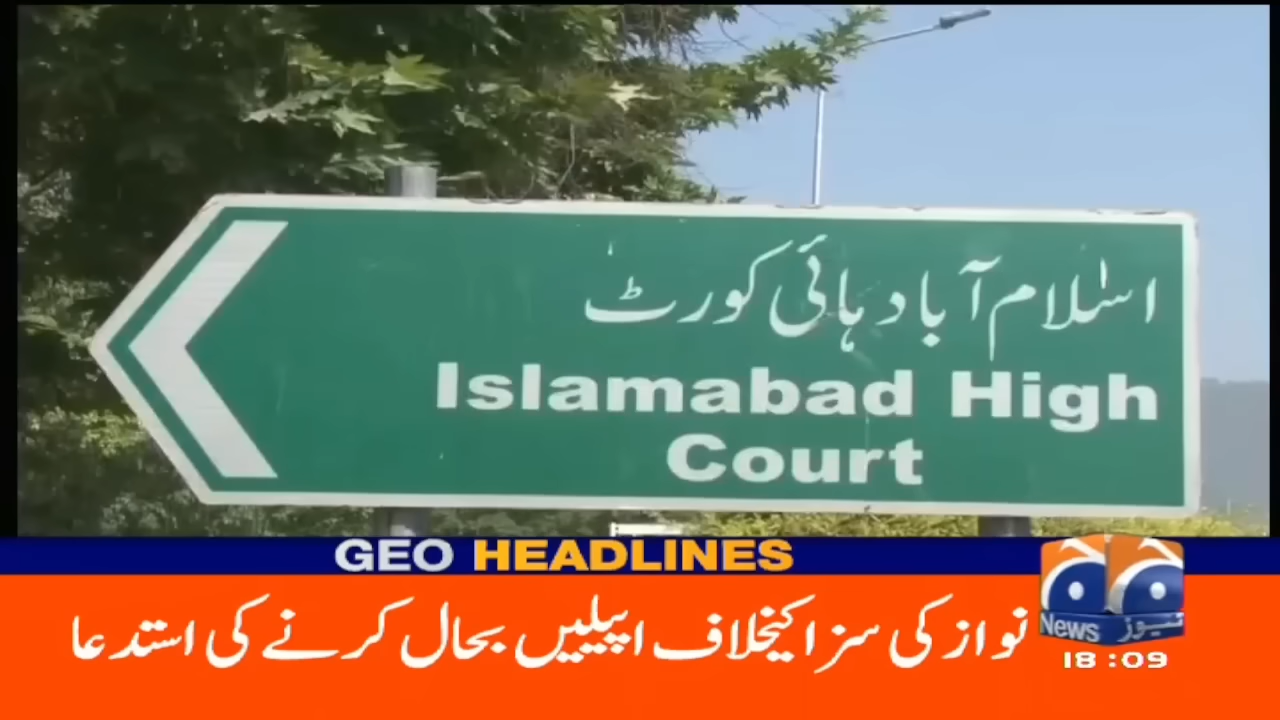 اسلام آباد ہائی کورٹ
Islamabad High
Court
GEO HEADLINES
نواز کی سزا کیخلاف اپیلیں بحال کرنے کی استدعا
News نیوز
18:09